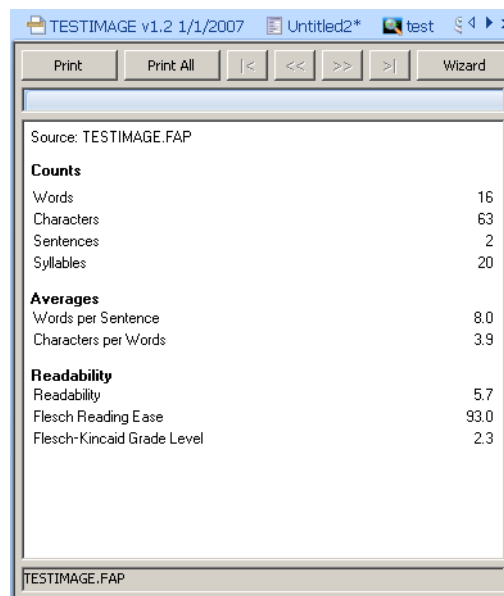 TESTIMAGE v1.2 1/1/2007 Untitled2* test
Print Print All |< << >> >| Wizard
Source: TESTIMAGE.FAP
Counts
Words 16
Characters 63
Sentences 2
Syllables 20
Averages
Words per Sentence 8.0
Characters per Words 3.9
Readability
Readability 5.7
Flesch Reading Ease 93.0
Flesch-Kincaid Grade Level 2.3
TESTIMAGE.FAP